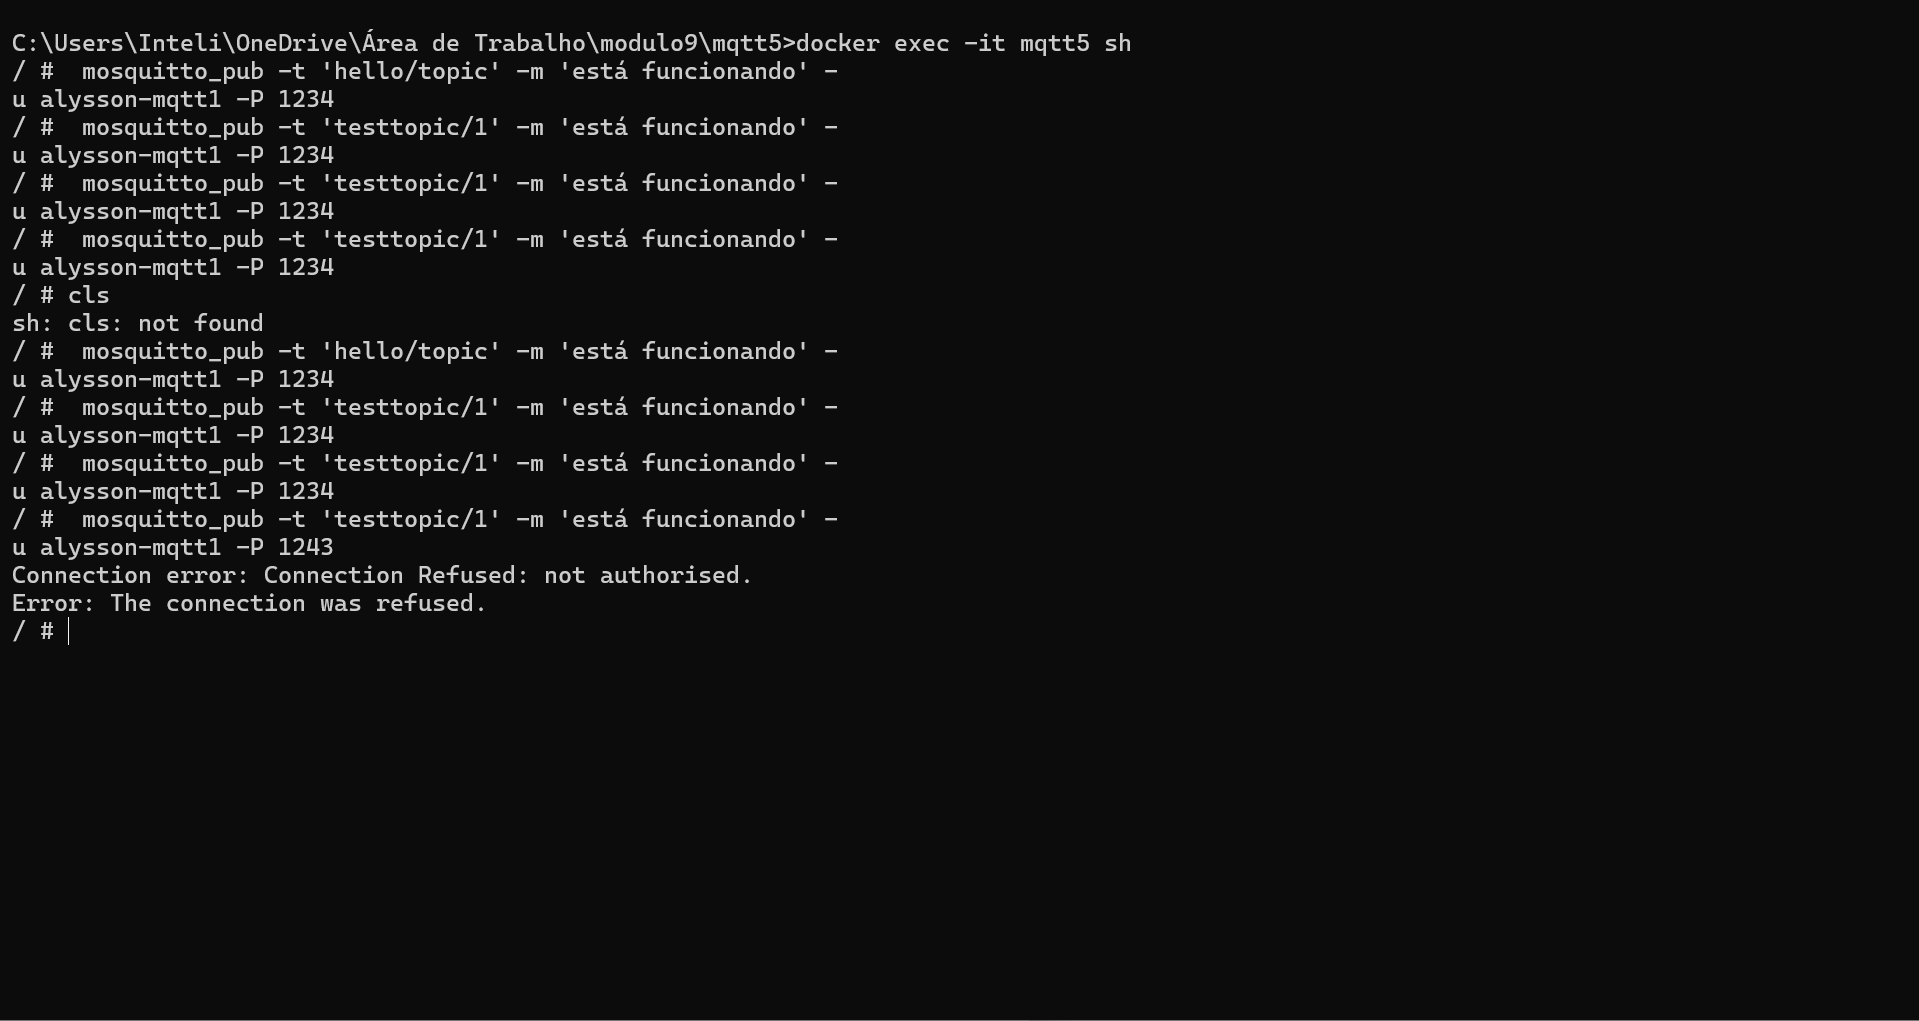 C:\Users\Inteli\OneDrive\Área de Trabalho\modulo9\mqtt5>docker exec -it mqtt5 sh
/ #  mosquitto_pub -t 'hello/topic' -m 'está funcionando' -
u alysson-mqtt1 -P 1234
/ #  mosquitto_pub -t 'testtopic/1' -m 'está funcionando' -
u alysson-mqtt1 -P 1234
/ #  mosquitto_pub -t 'testtopic/1' -m 'está funcionando' -
u alysson-mqtt1 -P 1234
/ #  mosquitto_pub -t 'testtopic/1' -m 'está funcionando' -
u alysson-mqtt1 -P 1234
/ # cls
sh: cls: not found
/ #  mosquitto_pub -t 'hello/topic' -m 'está funcionando' -
u alysson-mqtt1 -P 1234
/ #  mosquitto_pub -t 'testtopic/1' -m 'está funcionando' -
u alysson-mqtt1 -P 1234
/ #  mosquitto_pub -t 'testtopic/1' -m 'está funcionando' -
u alysson-mqtt1 -P 1234
/ #  mosquitto_pub -t 'testtopic/1' -m 'está funcionando' -
u alysson-mqtt1 -P 1243
Connection error: Connection Refused: not authorised.
Error: The connection was refused.
/ #